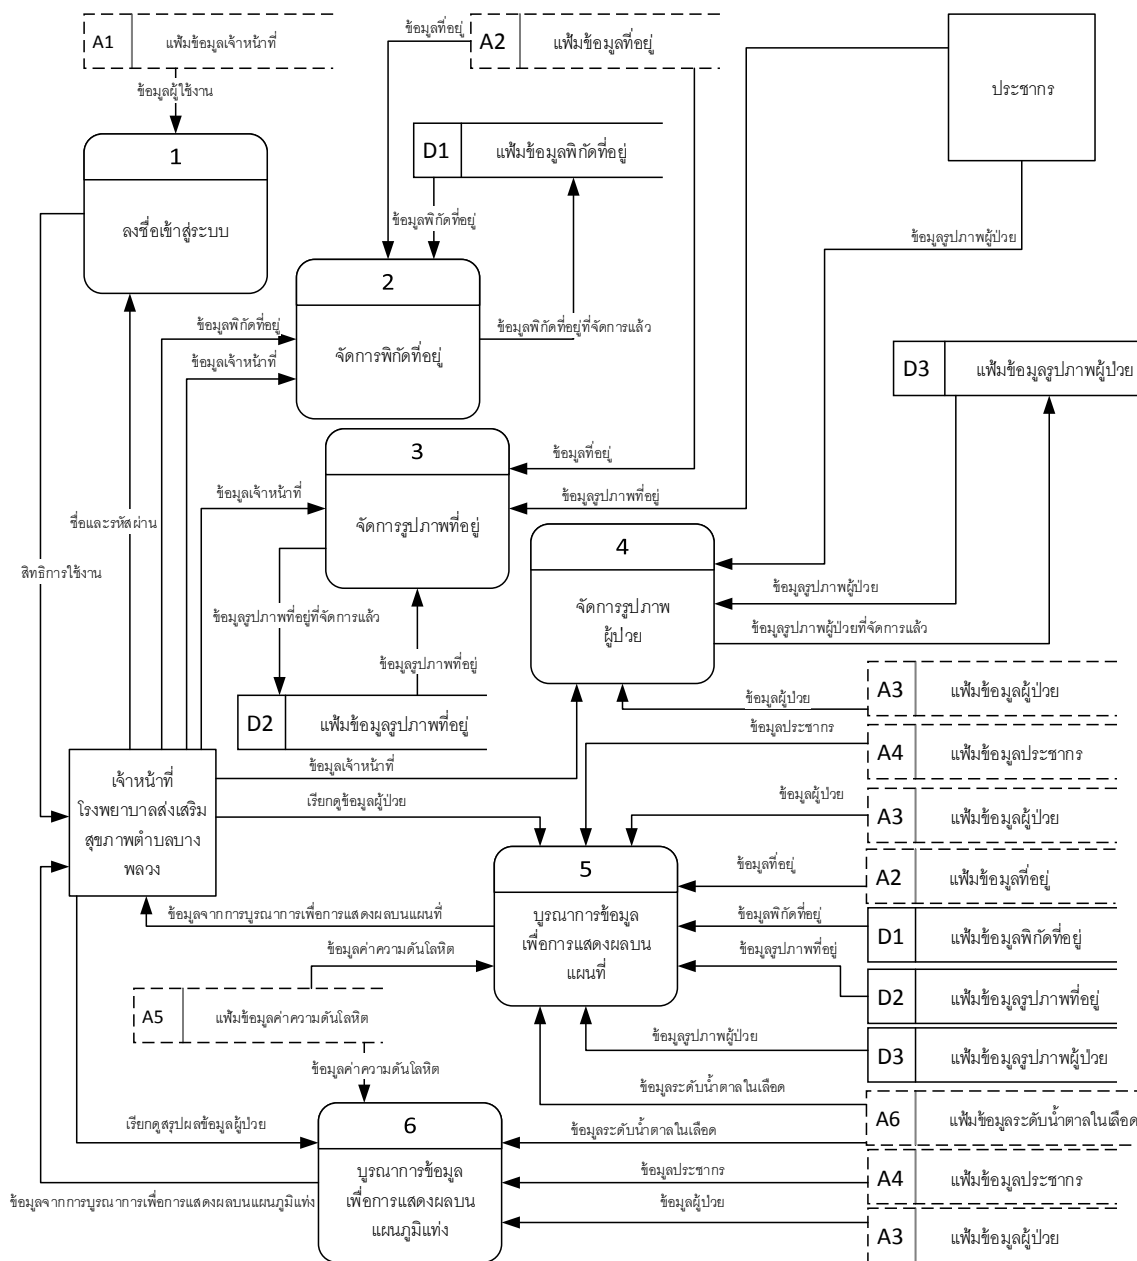 A1
แฟ้มข้อมูลเจ้าหน้าที่
ข้อมูลที่อยู่
A2
แฟ้มข้อมูลที่อยู่
ประชากร
ข้อมูลผู้ใช้งาน
1
ลงชื่อเข้าสู่ระบบ
D1
แฟ้มข้อมูลพิกัดที่อยู่
ข้อมูลพิกัดที่อยู่
ข้อมูลรูปภาพผู้ป่วย
2
จัดการพิกัดที่อยู่
ข้อมูลพิกัดที่อยู่
ข้อมูลพิกัดที่อยู่ที่จัดการแล้ว
ข้อมูลเจ้าหน้าที่
D3
แฟ้มข้อมูลรูปภาพผู้ป่วย
3
จัดการรูปภาพที่อยู่
ข้อมูลที่อยู่
ข้อมูลเจ้าหน้าที่
ข้อมูลรูปภาพที่อยู่
ชื่อและรหัสผ่าน
สิทธิการใช้งาน
4
จัดการรูปภาพ
ผู้ป่วย
ข้อมูลรูปภาพผู้ป่วย
ข้อมูลรูปภาพที่อยู่ที่จัดการแล้ว
ข้อมูลรูปภาพผู้ป่วยที่จัดการแล้ว
ข้อมูลรูปภาพที่อยู่
D2
แฟ้มข้อมูลรูปภาพที่อยู่
ข้อมูลผู้ป่วย
A3
แฟ้มข้อมูลผู้ป่วย
ข้อมูลประชากร
A4
แฟ้มข้อมูลประชากร
เจ้าหน้าที่
โรงพยาบาลส่งเสริม
สุขภาพตำบลบาง
พลวง
ข้อมูลเจ้าหน้าที่
เรียกดูข้อมูลผู้ป่วย
ข้อมูลผู้ป่วย
A3
แฟ้มข้อมูลผู้ป่วย
5
บูรณาการข้อมูล
เพื่อการแสดงผลบน
แผนที่
ข้อมูลที่อยู่
A2
แฟ้มข้อมูลที่อยู่
ข้อมูลจากการบูรณาการเพื่อการแสดงผลบนแผนที่
ข้อมูลพิกัดที่อยู่
D1
แฟ้มข้อมูลพิกัดที่อยู่
ข้อมูลค่าความดันโลหิต
ข้อมูลรูปภาพที่อยู่
D2
แฟ้มข้อมูลรูปภาพที่อยู่
A5
แฟ้มข้อมูลค่าความดันโลหิต
ข้อมูลรูปภาพผู้ป่วย
D3
แฟ้มข้อมูลรูปภาพผู้ป่วย
ข้อมูลค่าความดันโลหิต
ข้อมูลระดับน้ำตาลในเลือด
A6
แฟ้มข้อมูลระดับน้ำตาลในเลือด
เรียกดูสรุปผลข้อมูลผู้ป่วย
6
บูรณาการข้อมูล
เพื่อการแสดงผลบน
แผนภูมิแท่ง
ข้อมูลระดับน้ำตาลในเลือด
ข้อมูลประชากร
A4
แฟ้มข้อมูลประชากร
ข้อมูลจากการบูรณาการเพื่อการแสดงผลบนแผนภูมิแท่ง
ข้อมูลผู้ป่วย
A3
แฟ้มข้อมูลผู้ป่วย